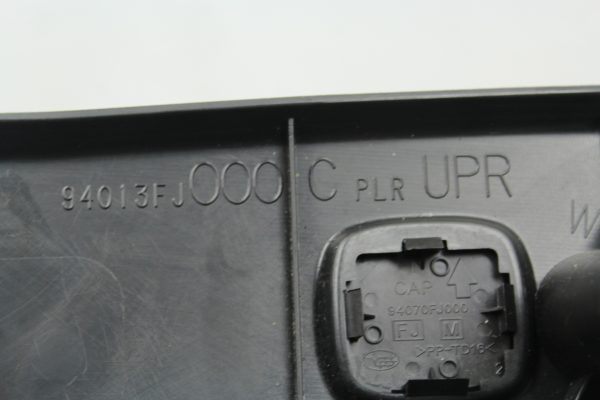 94013FJ000 C PLR UPR W
CAP
94070FJ000
FJ M
>PP-TD16<